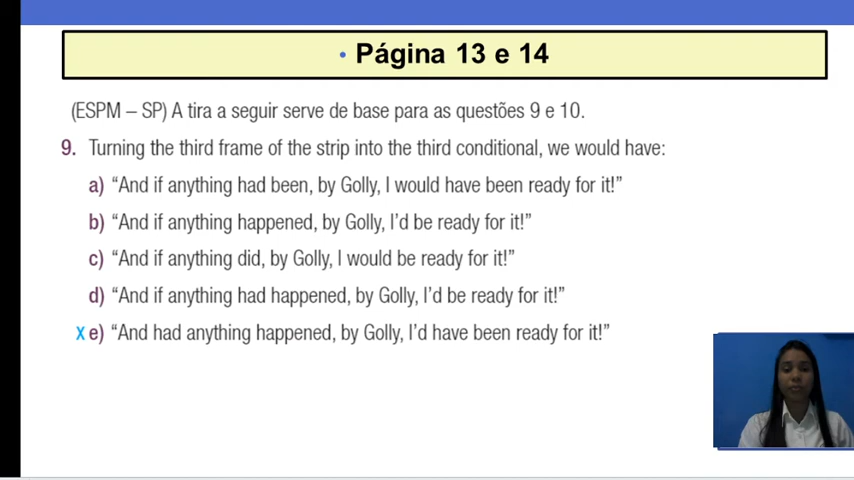 • Página 13 e 14
(ESPM – SP) A tira a seguir serve de base para as questões 9 e 10.
9. Turning the third frame of the strip into the third conditional, we would have:
a) “And if anything had been, by Golly, I would have been ready for it!”
b) “And if anything happened, by Golly, I’d be ready for it!”
c) “And if anything did, by Golly, I would be ready for it!”
d) “And if anything had happened, by Golly, I’d be ready for it!”
x e) “And had anything happened, by Golly, I’d have been ready for it!”